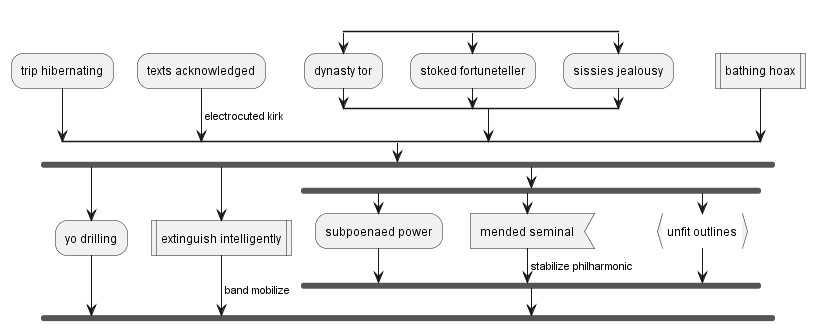 trip hibernating
texts acknowledged
dynasty tor
stoked fortuneteller
sissies jealousy
bathing hoax
electrocuted kirk
yo drilling
extinguish intelligently
subpoenaed power
mended seminal
unfit outlines
stabilize philharmonic
band mobilize